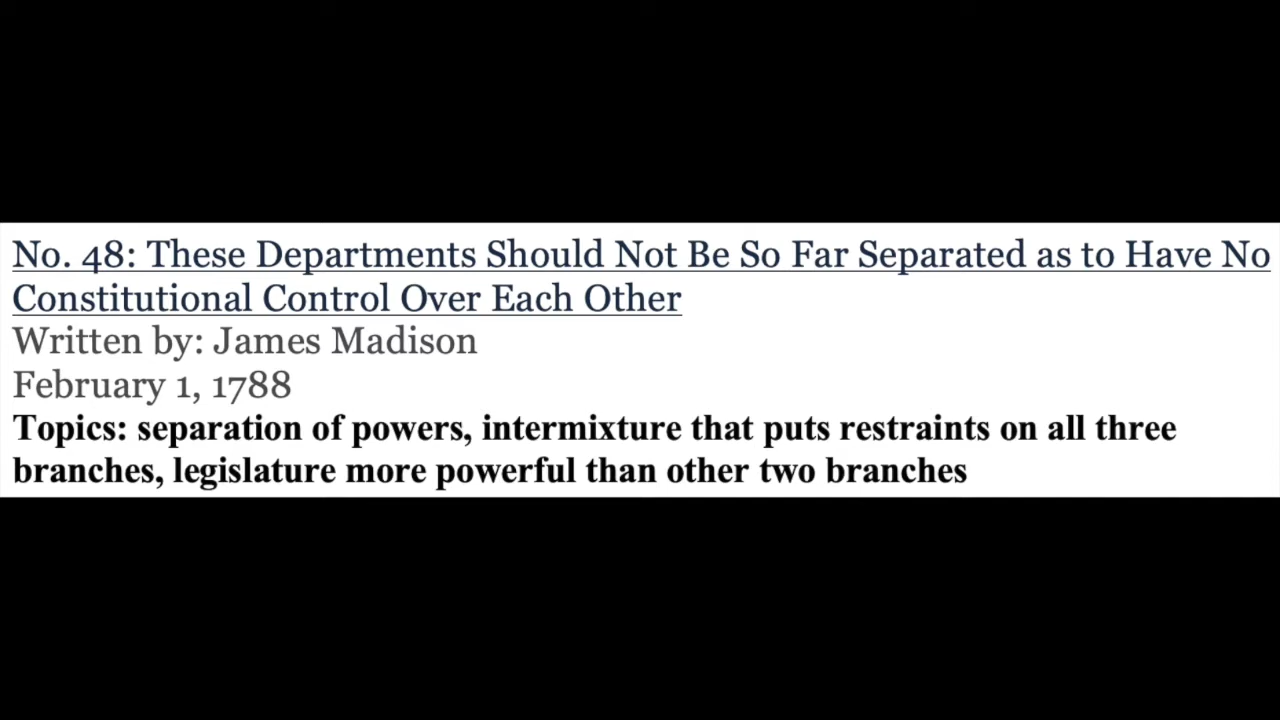 No. 48: These Departments Should Not Be So Far Separated as to Have No
Constitutional Control Over Each Other
Written by: James Madison
February 1, 1788
Topics: separation of powers, intermixture that puts restraints on all three
branches, legislature more powerful than other two branches